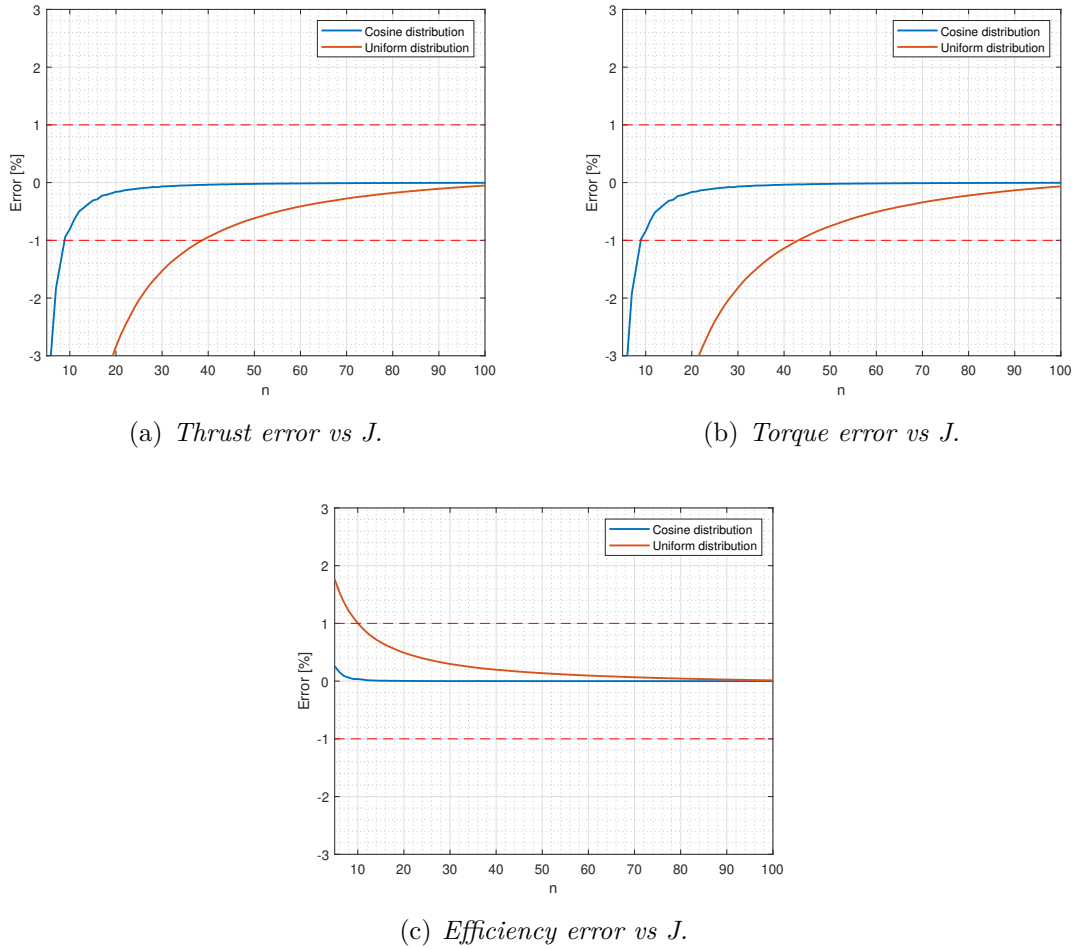 3
2
1
0
-1
-2
-3
Error [%]
10 20 30 40 50 60 70 80 90 100
n
Cosine distribution
Uniform distribution
(a) Thrust error vs J.
3
2
1
0
-1
-2
-3
Error [%]
10 20 30 40 50 60 70 80 90 100
n
Cosine distribution
Uniform distribution
(b) Torque error vs J.
3
2
1
0
-1
-2
-3
Error [%]
10 20 30 40 50 60 70 80 90 100
n
Cosine distribution
Uniform distribution
(c) Efficiency error vs J.